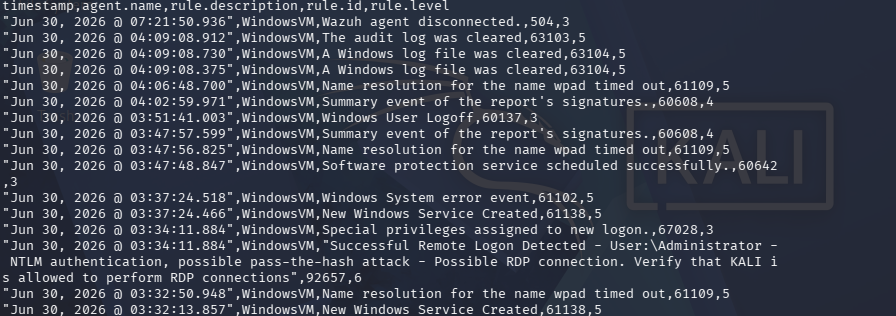 timestamp,agent.name,rule.description,rule.id,rule.level
"Jun 30, 2026 @ 07:21:50.936",WindowsVM,Wazuh agent disconnected.,504,3
"Jun 30, 2026 @ 04:09:08.912",WindowsVM,The audit log was cleared,63103,5
"Jun 30, 2026 @ 04:09:08.730",WindowsVM,A Windows log file was cleared,63104,5
"Jun 30, 2026 @ 04:09:08.375",WindowsVM,A Windows log file was cleared,63104,5
"Jun 30, 2026 @ 04:06:48.700",WindowsVM,Name resolution for the name wpad timed out,61109,5
"Jun 30, 2026 @ 04:02:59.971",WindowsVM,Summary event of the report's signatures.,60608,4
"Jun 30, 2026 @ 03:51:41.003",WindowsVM,Windows User Logoff,60137,3
"Jun 30, 2026 @ 03:47:57.599",WindowsVM,Summary event of the report's signatures.,60608,4
"Jun 30, 2026 @ 03:47:56.825",WindowsVM,Name resolution for the name wpad timed out,61109,5
"Jun 30, 2026 @ 03:47:48.847",WindowsVM,Software protection service scheduled successfully.,60642
,3
"Jun 30, 2026 @ 03:37:24.518",WindowsVM,Windows System error event,61102,5
"Jun 30, 2026 @ 03:37:24.466",WindowsVM,New Windows Service Created,61138,5
"Jun 30, 2026 @ 03:34:11.884",WindowsVM,Special privileges assigned to new logon.,67028,3
"Jun 30, 2026 @ 03:34:11.884",WindowsVM,"Successful Remote Logon Detected - User:\Administrator -
 NTLM authentication, possible pass-the-hash attack - Possible RDP connection. Verify that KALI i
s allowed to perform RDP connections",92657,6
"Jun 30, 2026 @ 03:32:50.948",WindowsVM,Name resolution for the name wpad timed out,61109,5
"Jun 30, 2026 @ 03:32:13.857",WindowsVM,New Windows Service Created,61138,5
KALI